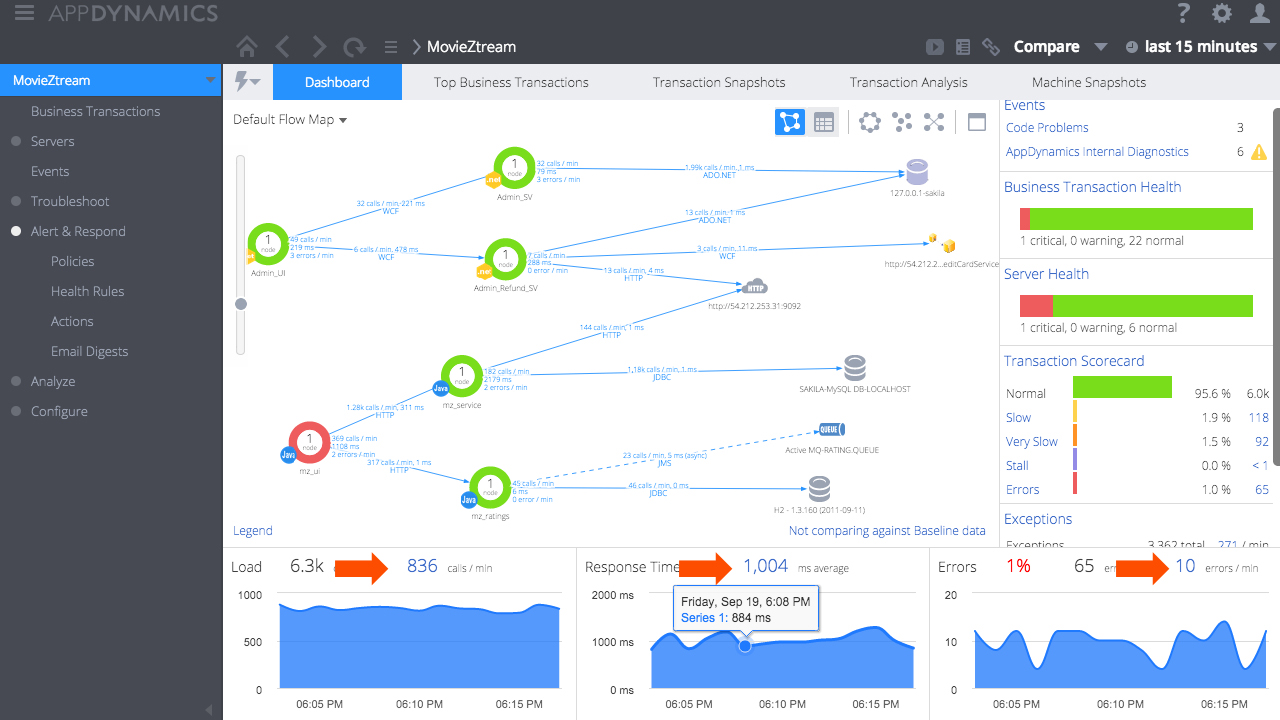 APPDYNAMICS
?
MovieZtream
Compare
last 15 minutes
MovieZtream
Business Transactions
Servers
Events
Troubleshoot
Alert & Respond
Policies
Health Rules
Actions
Email Digests
Analyze
Configure
Dashboard
Top Business Transactions
Transaction Snapshots
Transaction Analysis
Machine Snapshots
Default Flow Map
1
node
.net
Admin_SV
32 calls / min
79 ms
3 errors / min
1.99k calls / min, 1 ms
ADO.NET
127.0.0.1-sakila
32 calls / min, 221 ms
WCF
13 calls / min, 1 ms
ADO.NET
1
node
Admin_UI
49 calls / min
219 ms
3 errors / min
6 calls / min, 478 ms
WCF
1
node
.net
Admin_Refund_SV
7 calls / min
288 ms
0 error / min
3 calls / min, 11 ms
WCF
http://54.212.2...editCardService
13 calls / min, 4 ms
HTTP
HTTP
http://54.212.253.31:9092
144 calls / min, 1 ms
HTTP
1
node
Java
mz_service
182 calls / min
2179 ms
2 errors / min
1.18k calls / min, 1 ms
JDBC
SAKILA-MySQL DB-LOCALHOST
1.28k calls / min, 311 ms
HTTP
1
node
Java
mz_ui
369 calls / min
1108 ms
2 errors / min
317 calls / min, 1 ms
HTTP
QUEUE
Active MQ-RATING.QUEUE
23 calls / min, 5 ms (async)
JMS
1
node
Java
mz_ratings
45 calls / min
6 ms
0 error / min
46 calls / min, 0 ms
JDBC
H2 - 1.3.160 (2011-09-11)
Legend
Not comparing against Baseline data
Events
Code Problems 3
AppDynamics Internal Diagnostics 6
Business Transaction Health
1 critical, 0 warning, 22 normal
Server Health
1 critical, 0 warning, 6 normal
Transaction Scorecard
Normal 95.6 % 6.0k
Slow 1.9 % 118
Very Slow 1.5 % 92
Stall 0.0 % < 1
Errors 1.0 % 65
Exceptions
Exceptions 3,362 total 271 / min
Load 6.3k 836 calls / min
1000
500
0
06:05 PM 06:10 PM 06:15 PM
Response Time 1,004 ms average
2000 ms
1000 ms
0 ms
Friday, Sep 19, 6:08 PM
Series 1: 884 ms
06:05 PM 06:10 PM 06:15 PM
Errors 1% 65 10 errors / min
20
10
0
06:05 PM 06:10 PM 06:15 PM